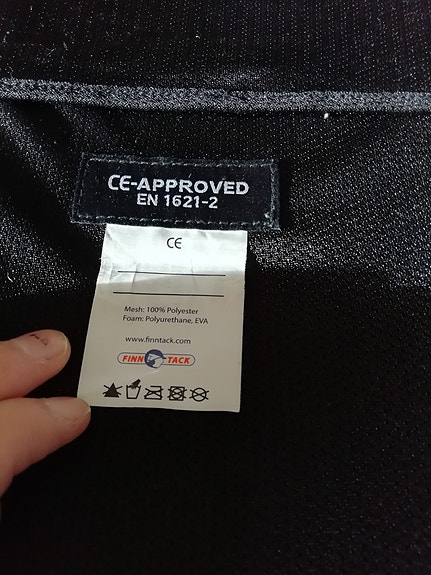 CE-APPROVED
EN 1621-2
CE
Mesh: 100% Polyester
Foam: Polyurethane, EVA
www.finntack.com
FINN TACK